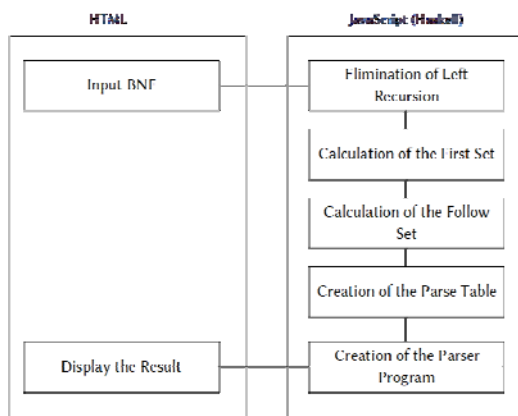 HTML
JavaScript (Haskell)
Input BNF
Elimination of Left
Recursion
Calculation of the First Set
Calculation of the Follow
Set
Creation of the Parse Table
Display the Result
Creation of the Parser
Program